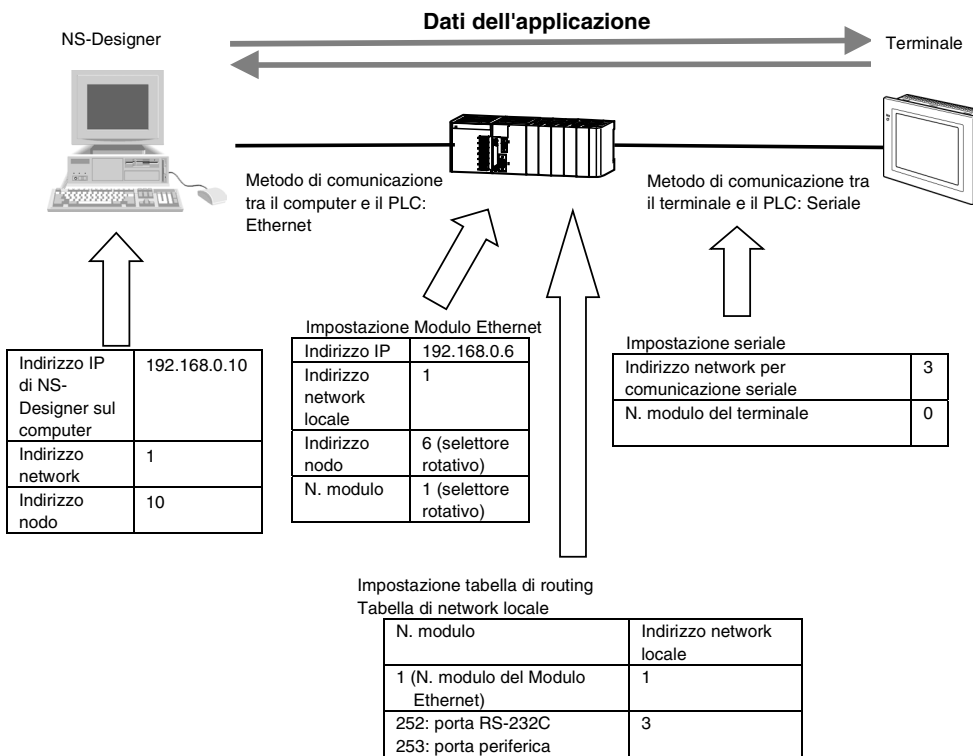 Dati dell'applicazione
NS-Designer
Terminale
Metodo di comunicazione
tra il computer e il PLC:
Ethernet
Metodo di comunicazione tra
il terminale e il PLC: Seriale
Indirizzo IP
di NS-
Designer sul
computer
192.168.0.10
Indirizzo
network
1
Indirizzo
nodo
10
Impostazione Modulo Ethernet
Indirizzo IP
192.168.0.6
Indirizzo
network
locale
1
Indirizzo
nodo
6 (selettore
rotativo)
N. modulo
1 (selettore
rotativo)
Impostazione seriale
Indirizzo network per
comunicazione seriale
3
N. modulo del terminale
0
Impostazione tabella di routing
Tabella di network locale
N. modulo
Indirizzo network
locale
1 (N. modulo del Modulo
Ethernet)
1
252: porta RS-232C
253: porta periferica
3